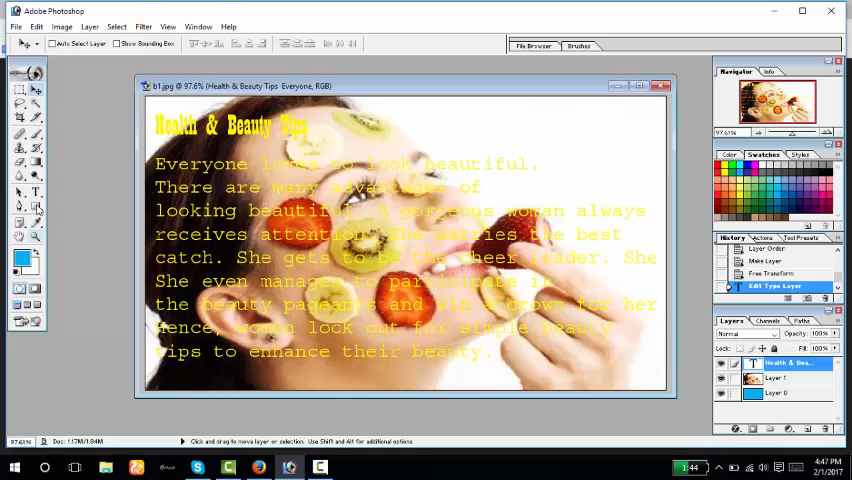 Adobe Photoshop
File Edit Image Layer Select Filter View Window Help
Auto Select Layer Show Bounding Box
File Browser Brushes
b1.jpg @ 97.6% (Health & Beauty Tips Everyone, RGB)
Health & Beauty Tips
Everyone loves to look beautiful.
There are many advantages of
looking beautiful. A gorgeous woman always
receives attention. She marries the best
catch. She gets to be the cheer leader. She
She even manages to participate in
the beauty pageants and win a crown for her
Hence, women look out for simple beauty
tips to enhance their beauty.
Navigator Info
97.61%
Color Swatches Styles
History Actions Tool Presets
Layer Order
Make Layer
Free Transform
Edit Type Layer
Layers Channels Paths
Normal Opacity: 100%
Lock: Fill: 100%
T Health & Bea...
Layer 1
Layer 0
97.61% Doc: 1.17M/1.84M Click and drag to move layer or selection. Use Shift and Alt for additional options.
1:44
4:47 PM
2/1/2017